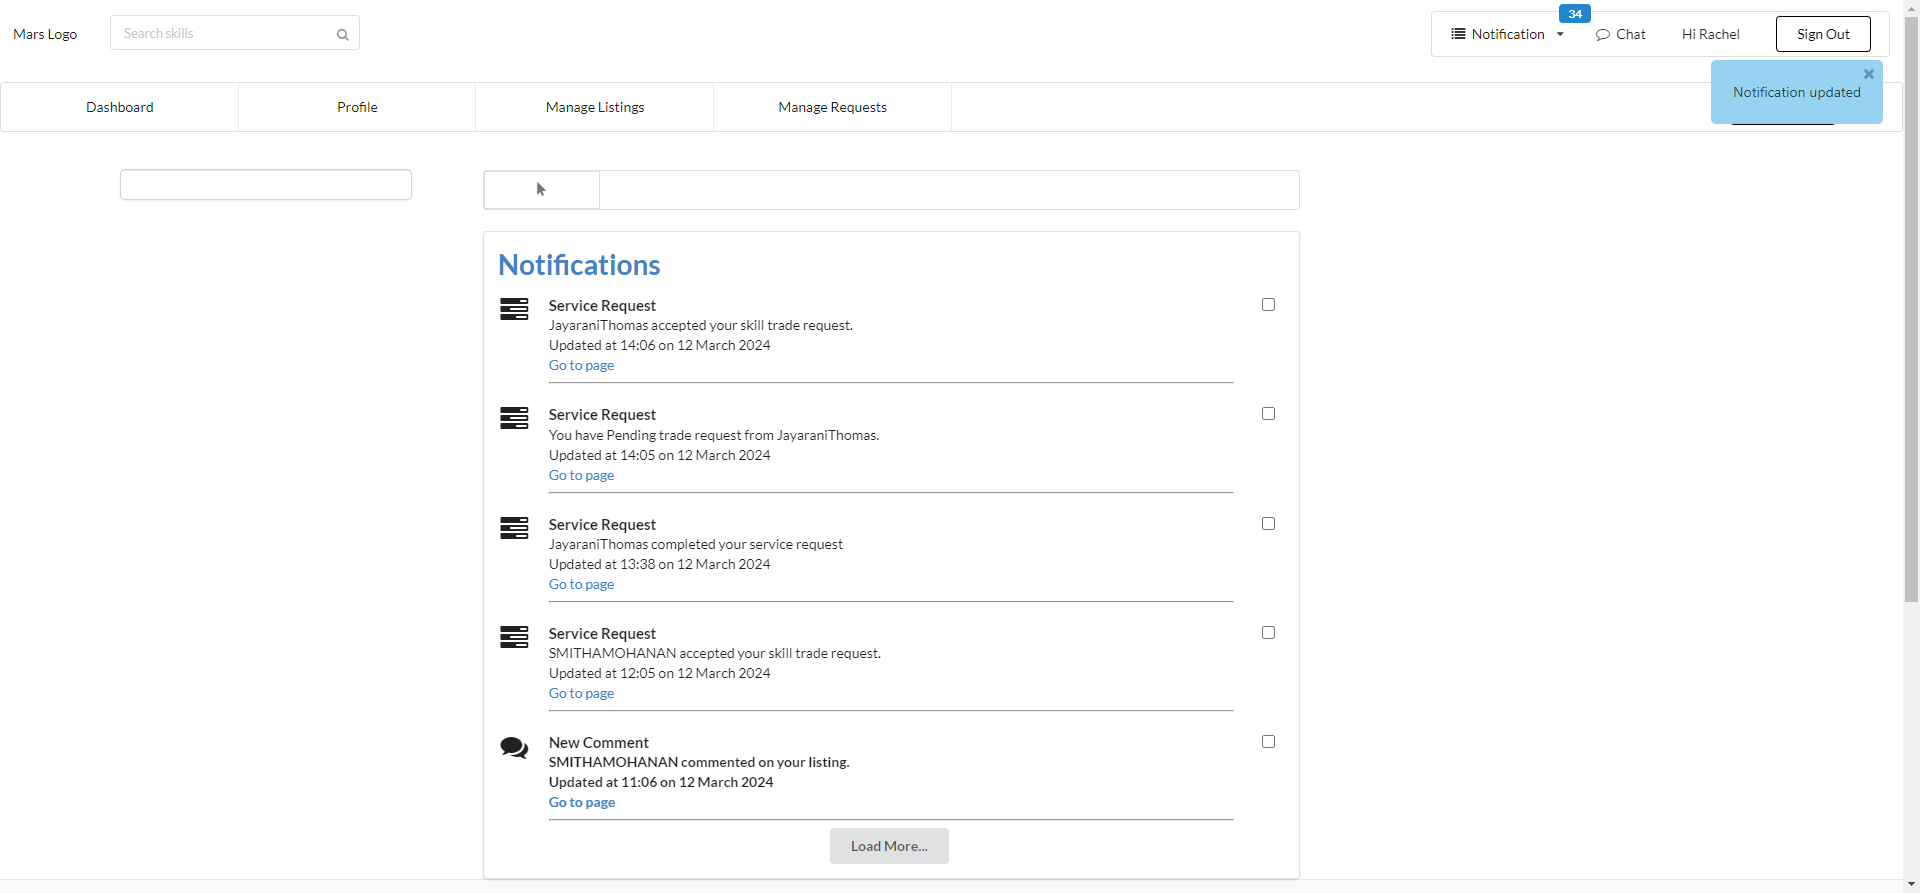 Mars Logo
Search skills
34
Notification
Chat
Hi Rachel
Sign Out
Notification updated
Dashboard
Profile
Manage Listings
Manage Requests
Notifications
Service Request
JayaraniThomas accepted your skill trade request.
Updated at 14:06 on 12 March 2024
Go to page
Service Request
You have Pending trade request from JayaraniThomas.
Updated at 14:05 on 12 March 2024
Go to page
Service Request
JayaraniThomas completed your service request
Updated at 13:38 on 12 March 2024
Go to page
Service Request
SMITHAMOHANAN accepted your skill trade request.
Updated at 12:05 on 12 March 2024
Go to page
New Comment
SMITHAMOHANAN commented on your listing.
Updated at 11:06 on 12 March 2024
Go to page
Load More...